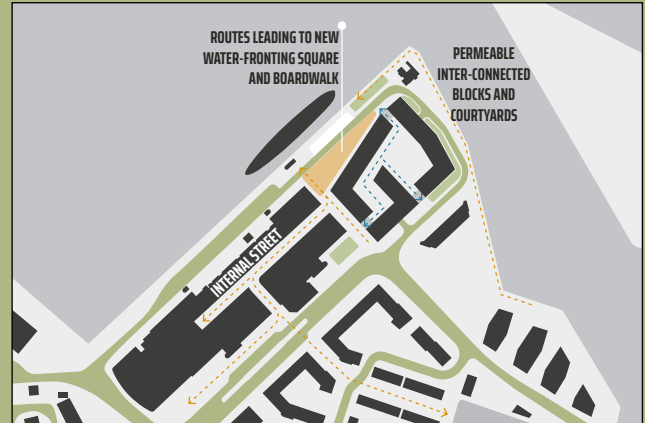 ROUTES LEADING TO NEW
WATER-FRONTING SQUARE
AND BOARDWALK
PERMEABLE
INTER-CONNECTED
BLOCKS AND
COURTYARDS
INTERNAL STREET